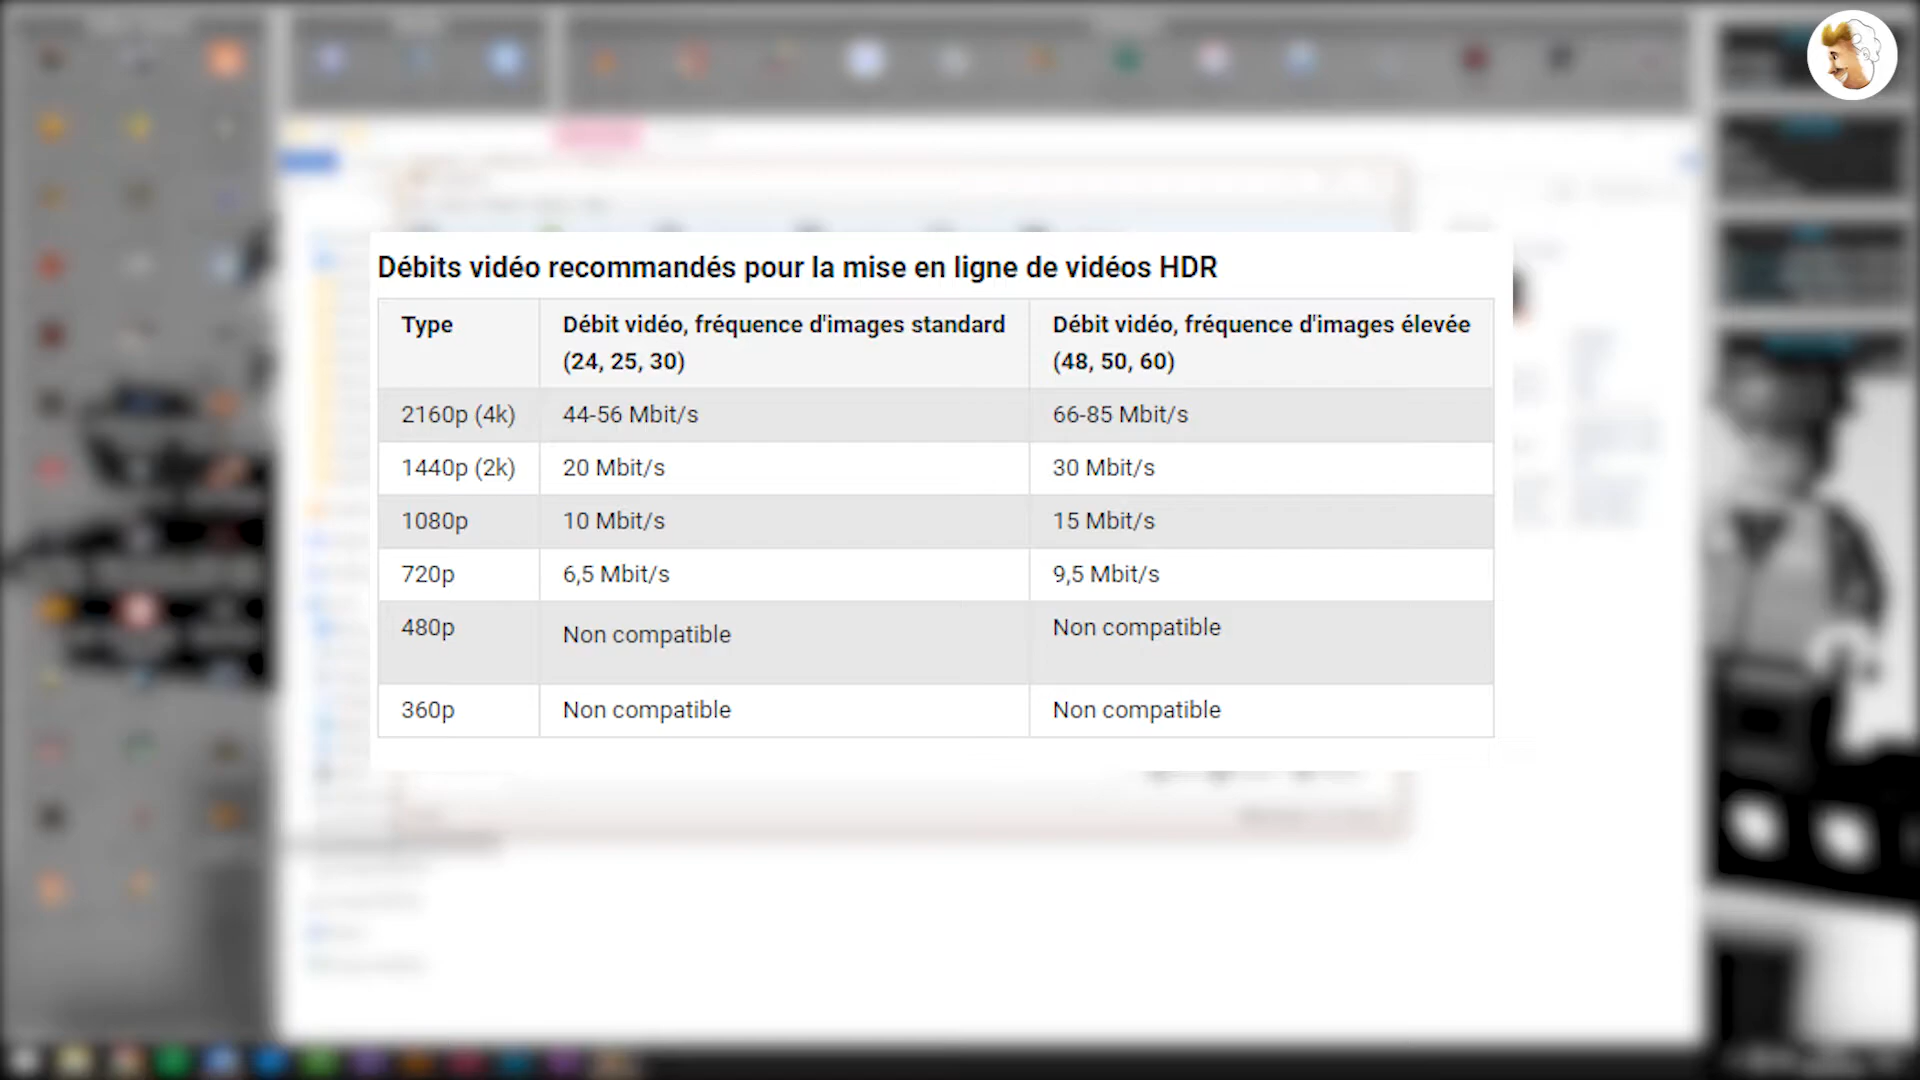 Débits vidéo recommandés pour la mise en ligne de vidéos HDR
Type
Débit vidéo, fréquence d'images standard
(24, 25, 30)
Débit vidéo, fréquence d'images élevée
(48, 50, 60)
2160p (4k) 44-56 Mbit/s 66-85 Mbit/s
1440p (2k) 20 Mbit/s 30 Mbit/s
1080p 10 Mbit/s 15 Mbit/s
720p 6,5 Mbit/s 9,5 Mbit/s
480p Non compatible Non compatible
360p Non compatible Non compatible